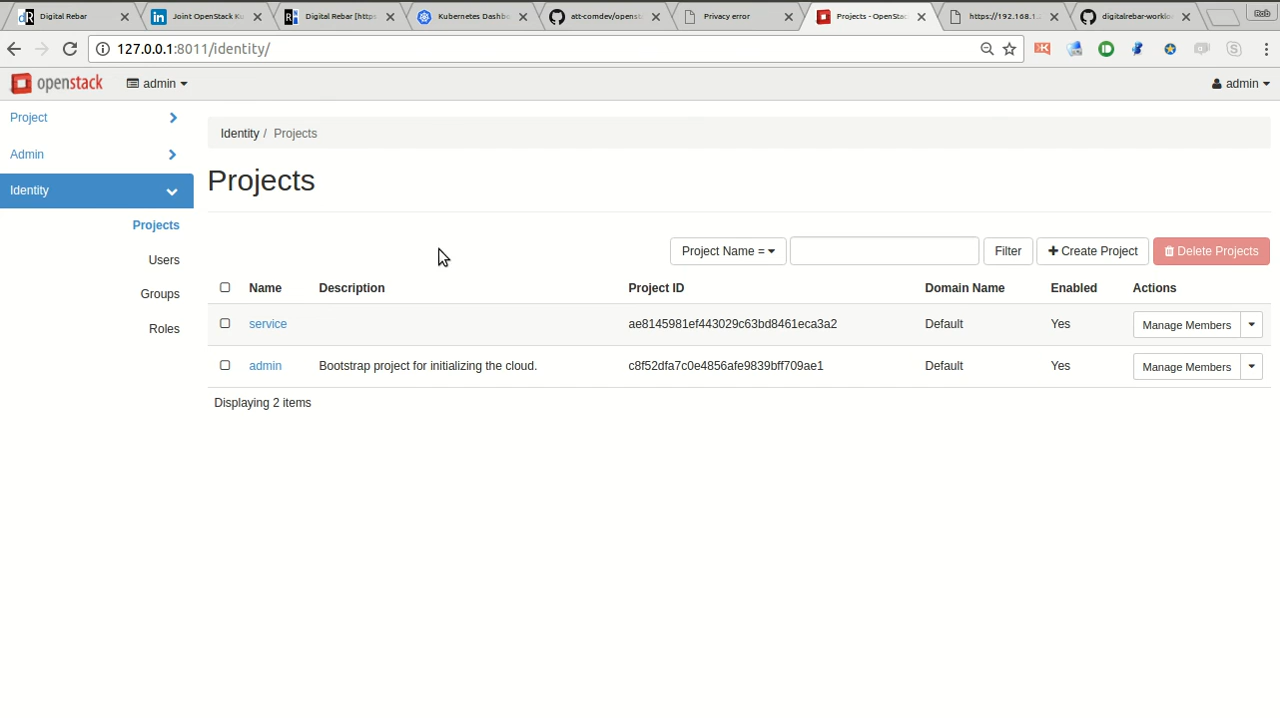 Digital Rebar
Joint OpenStack Ku
Digital Rebar [https
Kubernetes Dashbo
att-comdev/openst
Privacy error
Projects - OpenStac
https://192.168.1.
digitalrebar-worklo
Rob
127.0.0.1:8011/identity/
openstack
admin
admin
Project
Admin
Identity
Projects
Users
Groups
Roles
Identity / Projects
Projects
Project Name =
Filter
Create Project
Delete Projects
Name Description Project ID Domain Name Enabled Actions
service ae8145981ef443029c63bd8461eca3a2 Default Yes Manage Members
admin Bootstrap project for initializing the cloud. c8f52dfa7c0e4856afe9839bff709ae1 Default Yes Manage Members
Displaying 2 items